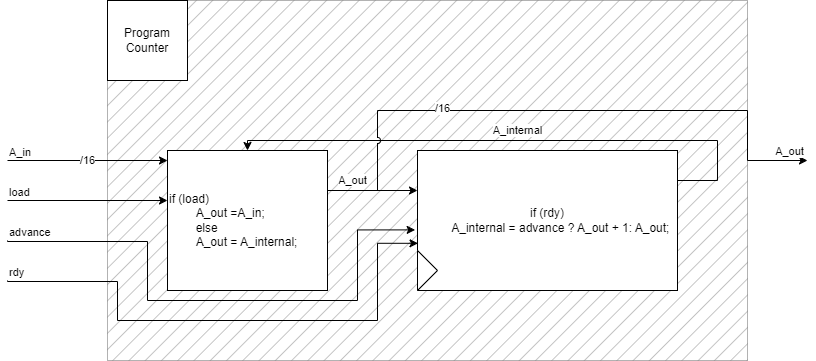 Program
Counter
/16
A_internal
A_in
/16
A_out
A_out
load
if (load)
A_out =A_in;
else
A_out = A_internal;
if (rdy)
A_internal = advance ? A_out + 1: A_out;
advance
rdy